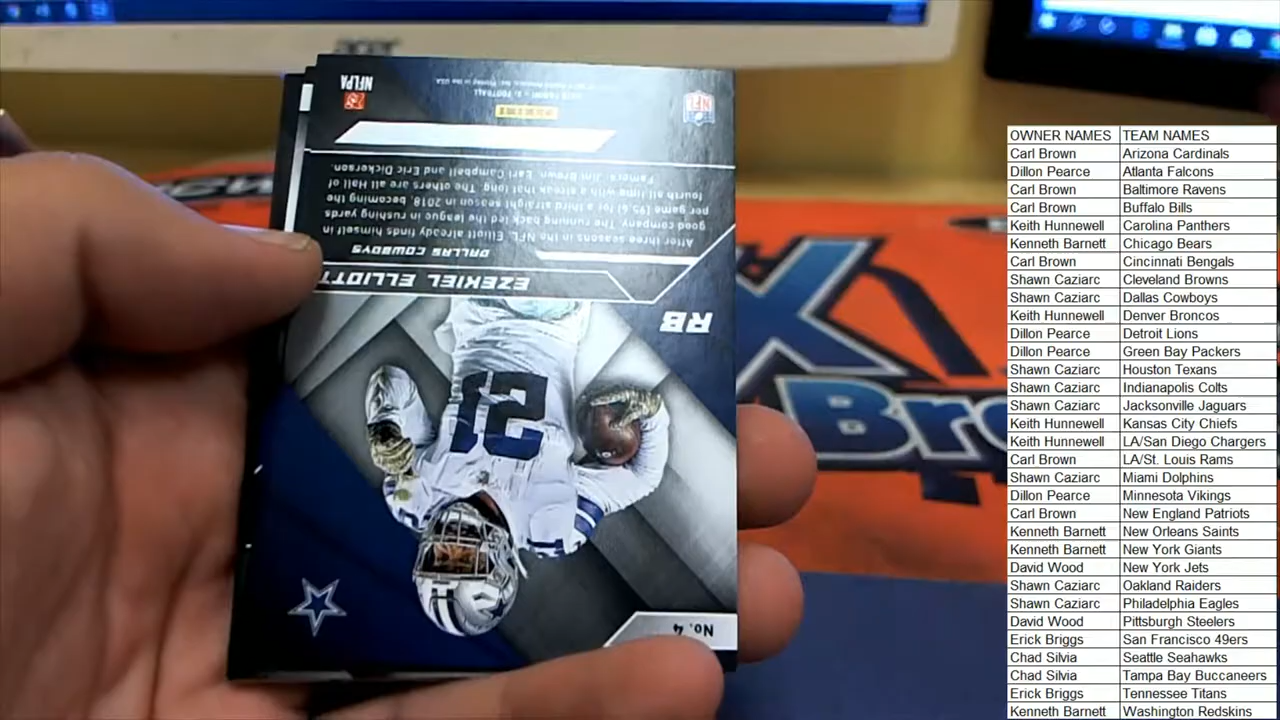 acer
No. 4
RB
EZEKIEL ELLIOTT
DALLAS COWBOYS
After three seasons in the NFL, Elliott already finds himself in
good company. The running back led the league in rushing yards
per game (95.6) for a third straight season in 2018, becoming the
fourth all time with a streak that long. The others are all Hall of
Famers: Jim Brown, Earl Campbell and Eric Dickerson.
PANINI
NFL
NFLPA
21
X
Bre
OWNER NAMES TEAM NAMES
Carl Brown Arizona Cardinals
Dillon Pearce Atlanta Falcons
Carl Brown Baltimore Ravens
Carl Brown Buffalo Bills
Keith Hunnewell Carolina Panthers
Kenneth Barnett Chicago Bears
Carl Brown Cincinnati Bengals
Shawn Caziarc Cleveland Browns
Shawn Caziarc Dallas Cowboys
Keith Hunnewell Denver Broncos
Dillon Pearce Detroit Lions
Dillon Pearce Green Bay Packers
Shawn Caziarc Houston Texans
Shawn Caziarc Indianapolis Colts
Shawn Caziarc Jacksonville Jaguars
Keith Hunnewell Kansas City Chiefs
Keith Hunnewell LA/San Diego Chargers
Carl Brown LA/St. Louis Rams
Shawn Caziarc Miami Dolphins
Dillon Pearce Minnesota Vikings
Carl Brown New England Patriots
Kenneth Barnett New Orleans Saints
Kenneth Barnett New York Giants
David Wood New York Jets
Shawn Caziarc Oakland Raiders
Shawn Caziarc Philadelphia Eagles
David Wood Pittsburgh Steelers
Erick Briggs San Francisco 49ers
Chad Silvia Seattle Seahawks
Chad Silvia Tampa Bay Buccaneers
Erick Briggs Tennessee Titans
Kenneth Barnett Washington Redskins